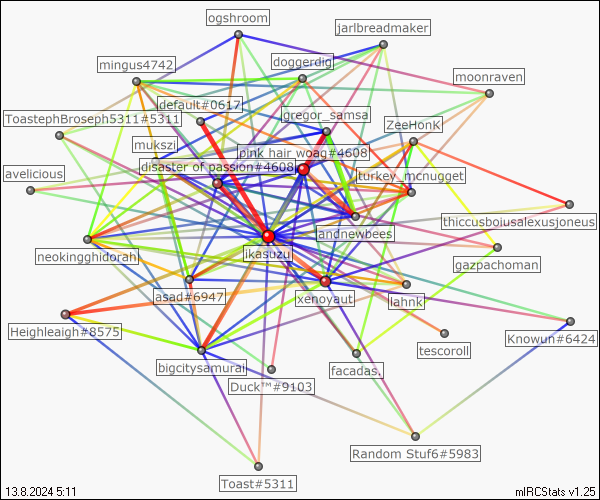 ogshroom
jarlbreadmaker
mingus4742
doggerdig
moonraven
default#0617
gregor_samsa
ToastephBroseph5311#5311
ZeeHonk
mukszi
pink hair woag#4608
disaster of passion#4608
avelicious
turkey_mcnugget
thiccusboiusalexusjoneus
andnewbees
neokingghidorah
ikasuzui
gazpachoman
asad#6947
xenoyaut
lahnk
Heighleaigh#8575
Knowun#6424
tescoroll
bigcitysamurai
facadas.
Duck™#9103
Random Stuf6#5983
Toast#5311
13.8.2024 5:11
mIRCStats v1.25